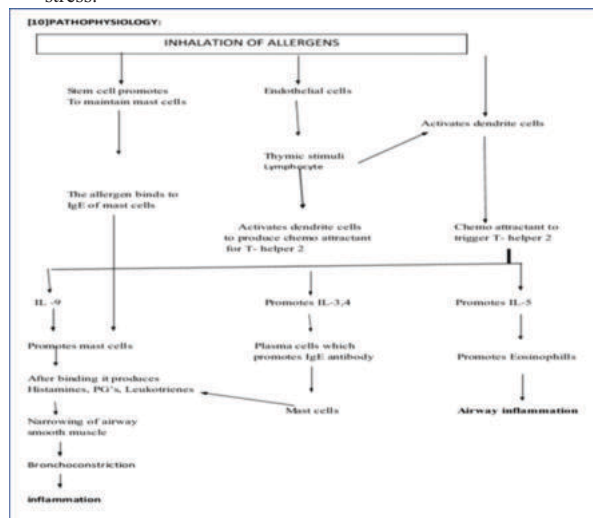 stress.
[10]PATHOPHYSIOLOGY:
INHALATION OF ALLERGENS
Stem cell promotes
To maintain mast cells
Endothelial cells
Activates dendrite cells
Thymic stimuli
Lymphocyte
The allergen binds to
IgE of mast cells
Activates dendrite cells
to produce chemo attractant
for T- helper 2
Chemo attractant to
trigger T- helper 2
IL -9
Promotes IL-3,4
Promotes IL-5
Promotes mast cells
Plasma cells which
promotes IgE antibody
Promotes Eosinophills
After binding it produces
Histamines, PG's, Leukotrienes
Mast cells
Airway inflammation
Narrowing of airway
smooth muscle
Bronchoconstriction
inflammation